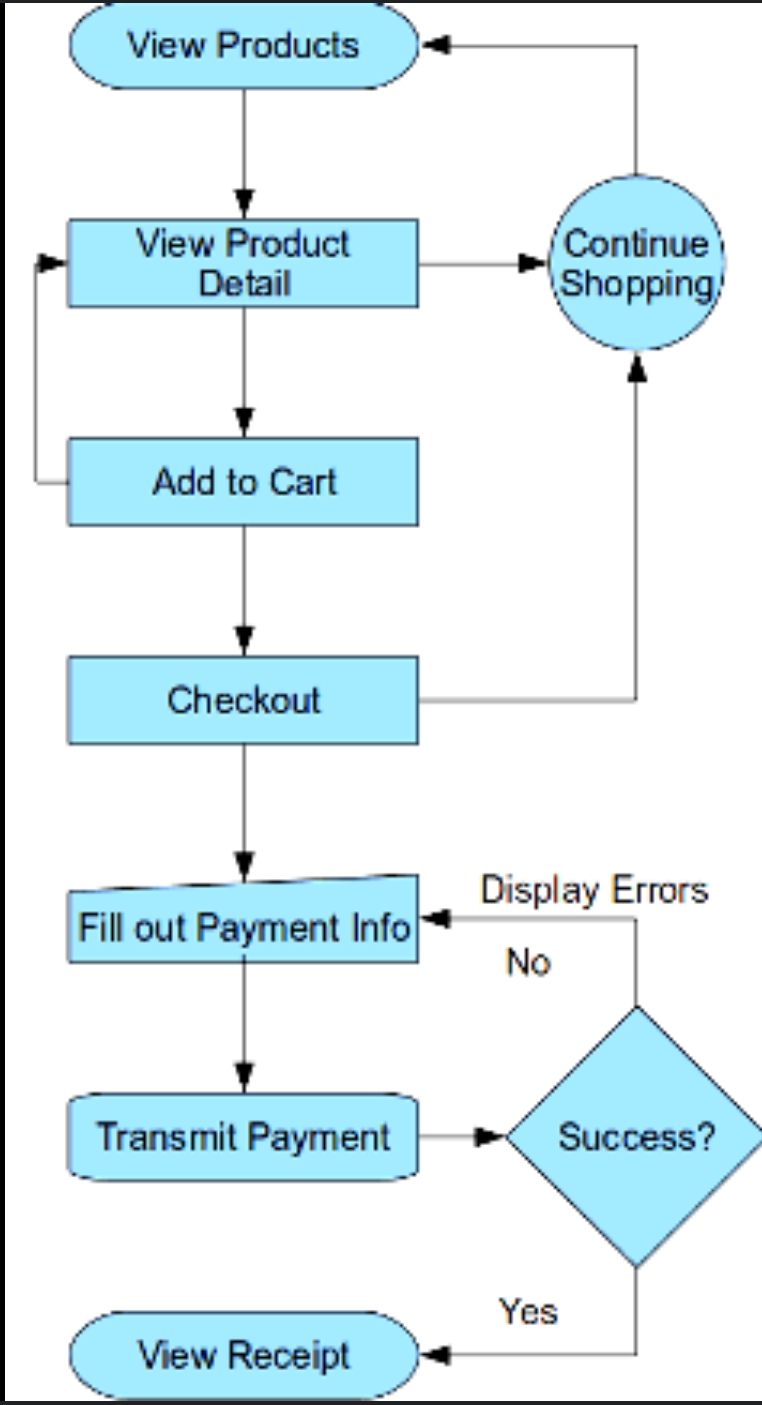 View Products
View Product
Detail
Continue
Shopping
Add to Cart
Checkout
Display Errors
Fill out Payment Info
No
Transmit Payment
Success?
Yes
View Receipt